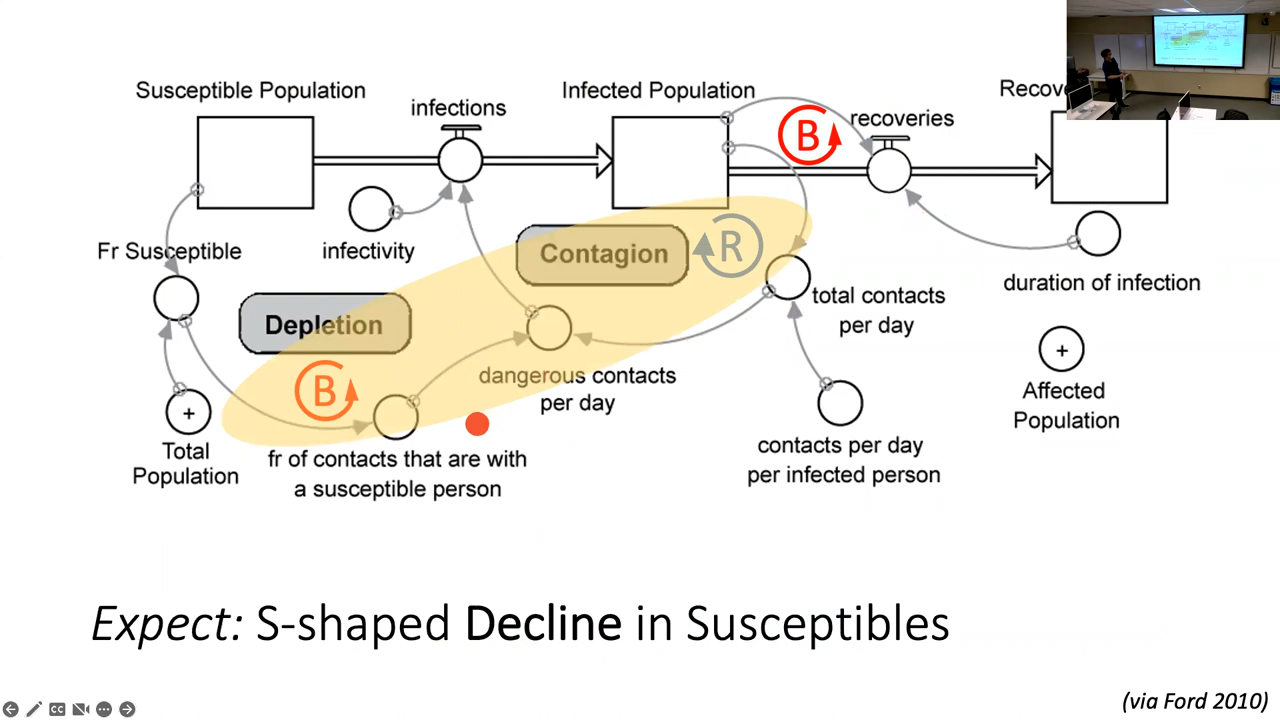 Susceptible Population
infections
Infected Population
recoveries
B
infectivity
Fr Susceptible
Contagion
R
duration of infection
total contacts
per day
Depletion
B
dangerous contacts
per day
+
Affected
Population
+
Total
Population
fr of contacts that are with
a susceptible person
contacts per day
per infected person
Expect: S-shaped Decline in Susceptibles
(via Ford 2010)
CC